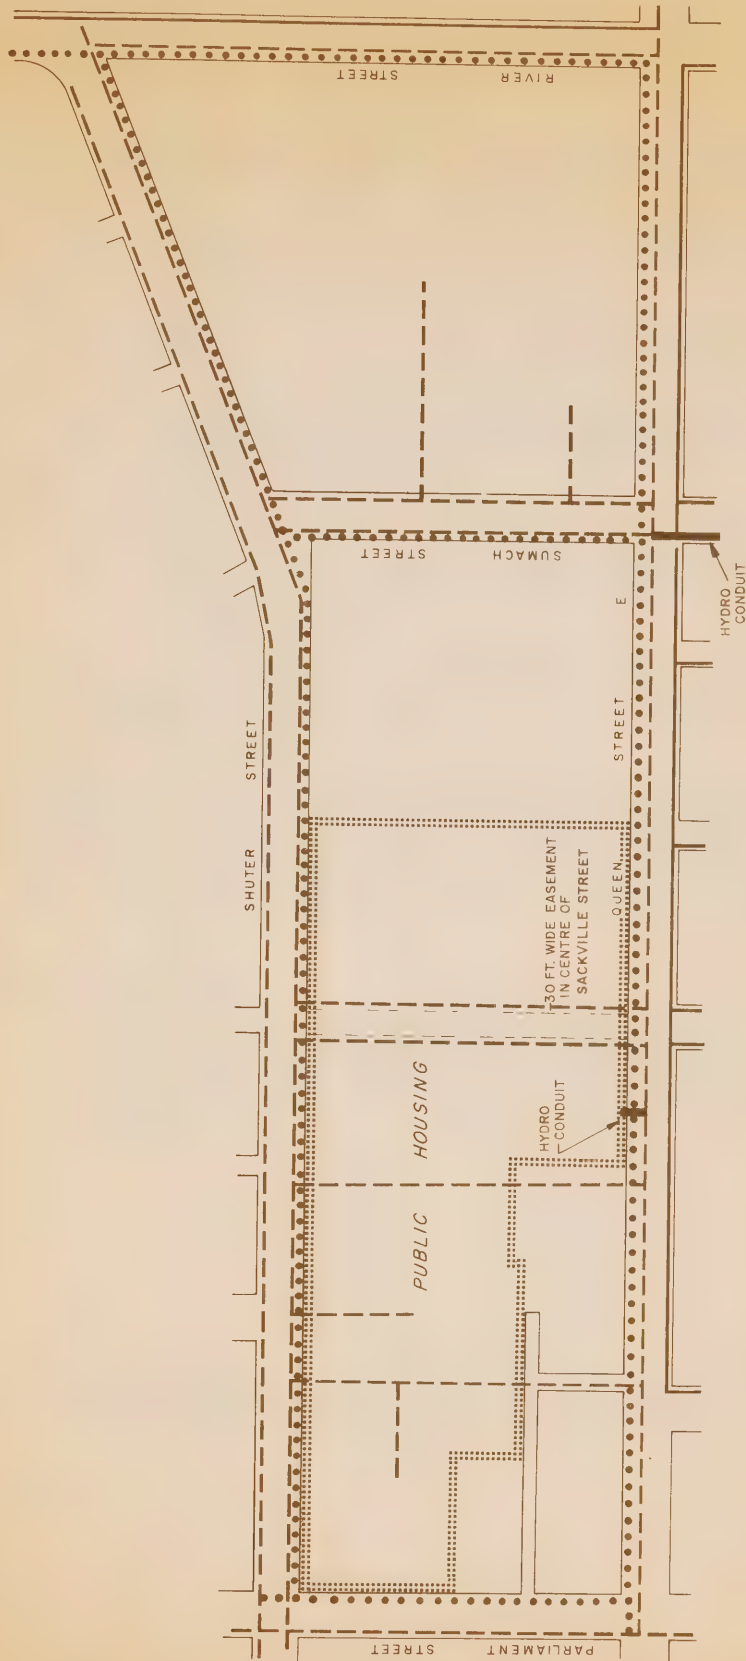 RIVER STREET
SUMACH STREET
HYDRO
CONDUIT
SHUTER STREET
QUEEN STREET E
30 FT. WIDE EASEMENT
IN CENTRE OF
SACKVILLE STREET
HYDRO
CONDUIT
PUBLIC HOUSING
PARLIAMENT STREET